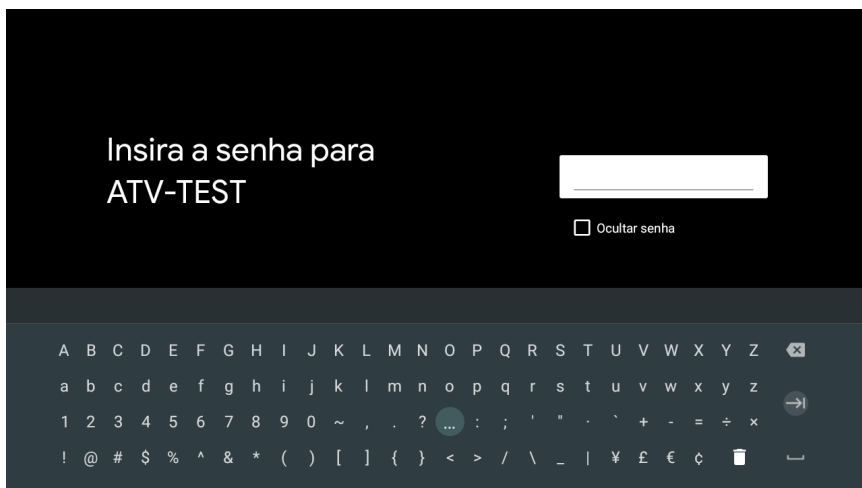 Insira a senha para
ATV-TEST
Ocultar senha
A B C D E F G H I J K L M N O P Q R S T U V W X Y Z
a b c d e f g h i j k l m n o p q r s t u v w x y z
1 2 3 4 5 6 7 8 9 0 ~ , . ? … : ; ' " · ` + - = ÷ ×
! @ # $ % ^ & * ( ) [ ] { } < > / \ _ | ¥ £ € ¢